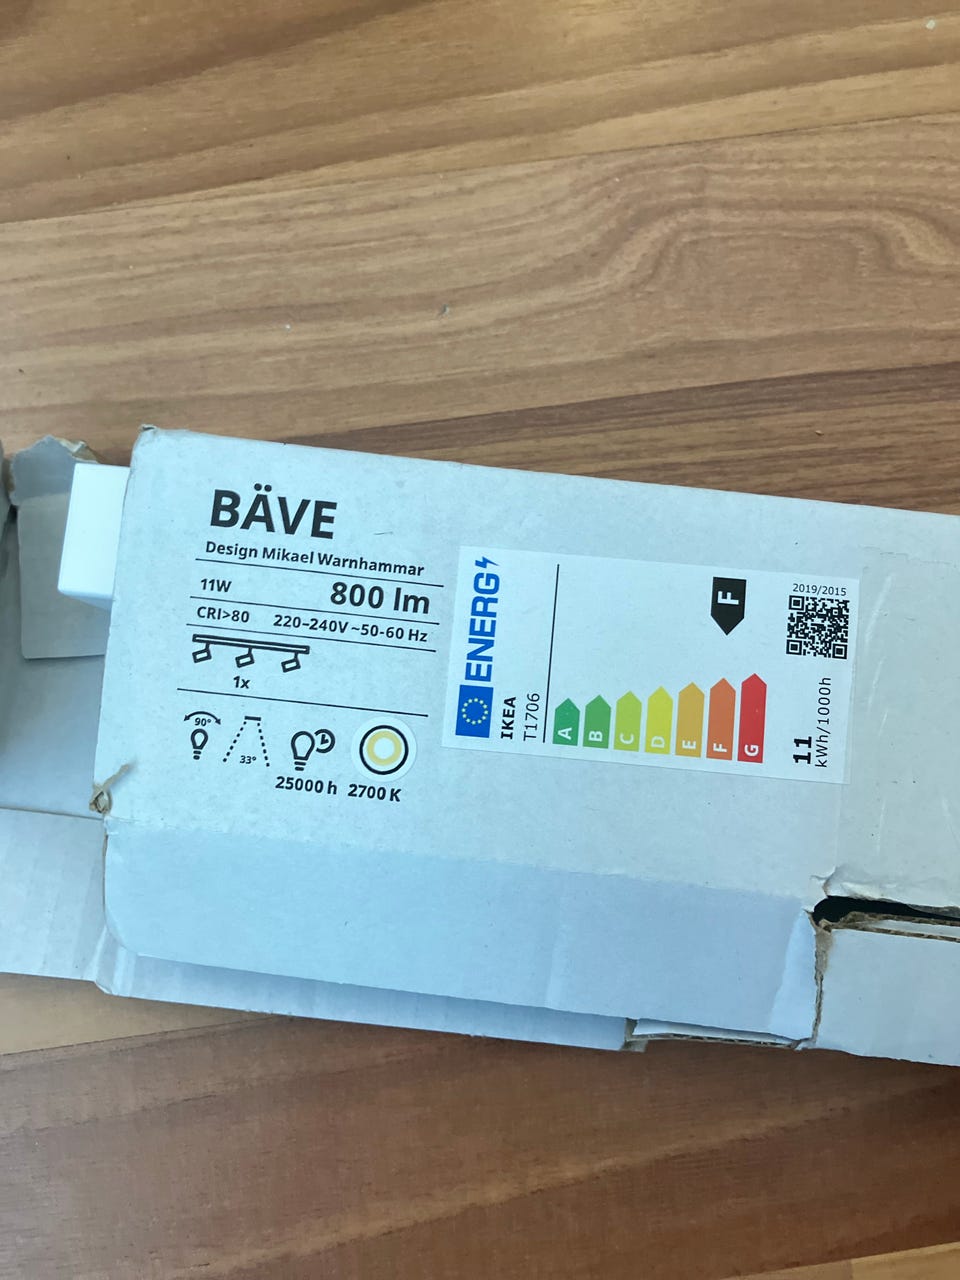 BÄVE
Design Mikael Warnhammar
11W 800 lm
CRI>80 220–240V ~50-60 Hz
1x
90°
33°
25000 h 2700 K
ENERG
IKEA
T1706
A
B
C
D
E
F
G
F
2019/2015
11
kWh/1000h